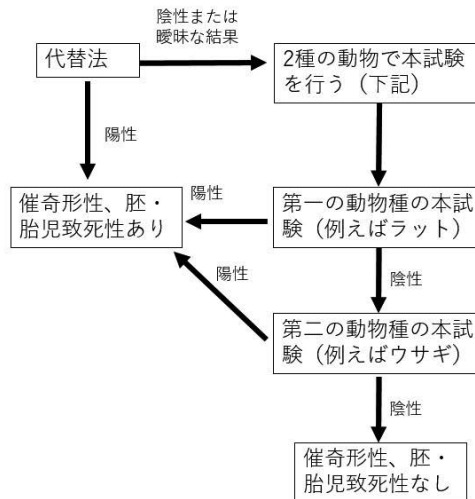 陰性または
曖昧な結果
代替法
2種の動物で本試験
を行う（下記）
陽性
催奇形性、胚・
胎児致死性あり
陽性
第一の動物種の本試
験（例えばラット）
陽性
陰性
第二の動物種の本試
験（例えばウサギ）
陰性
催奇形性、胚・
胎児致死性なし